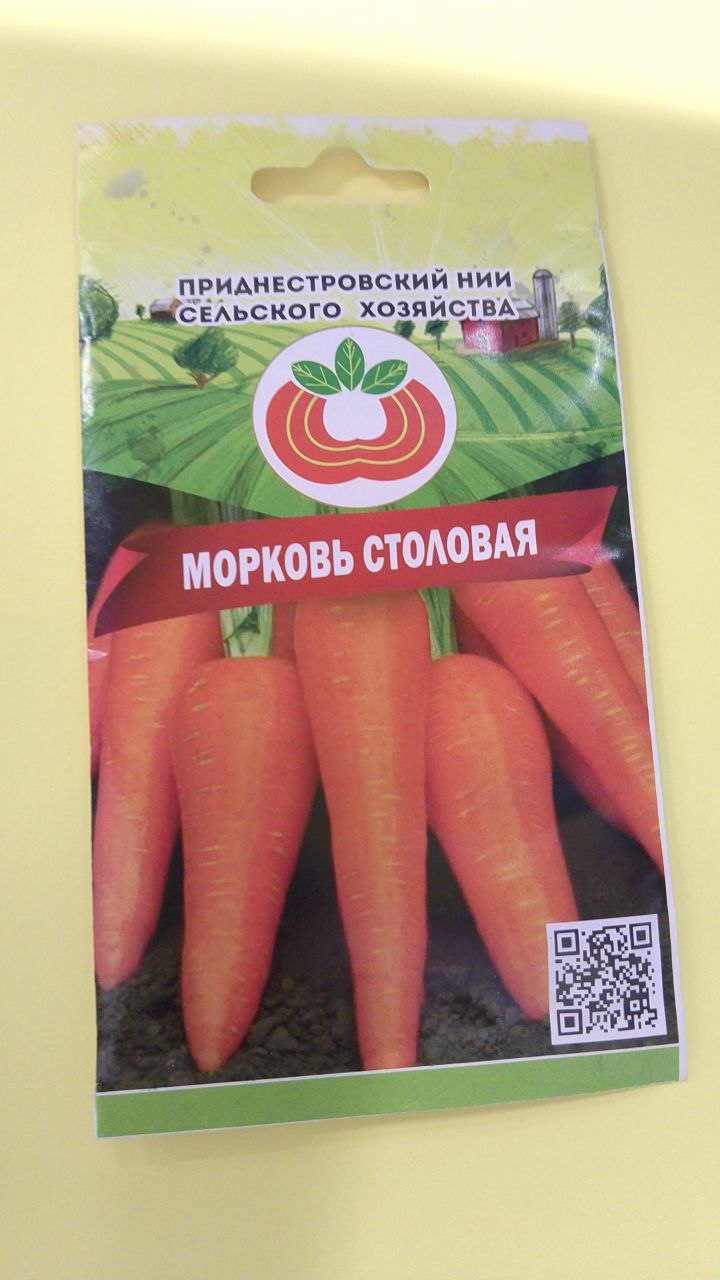 ПРИДНЕСТРОВСКИЙ НИИ
СЕЛЬСКОГО ХОЗЯЙСТВА
МОРКОВЬ СТОЛОВАЯ